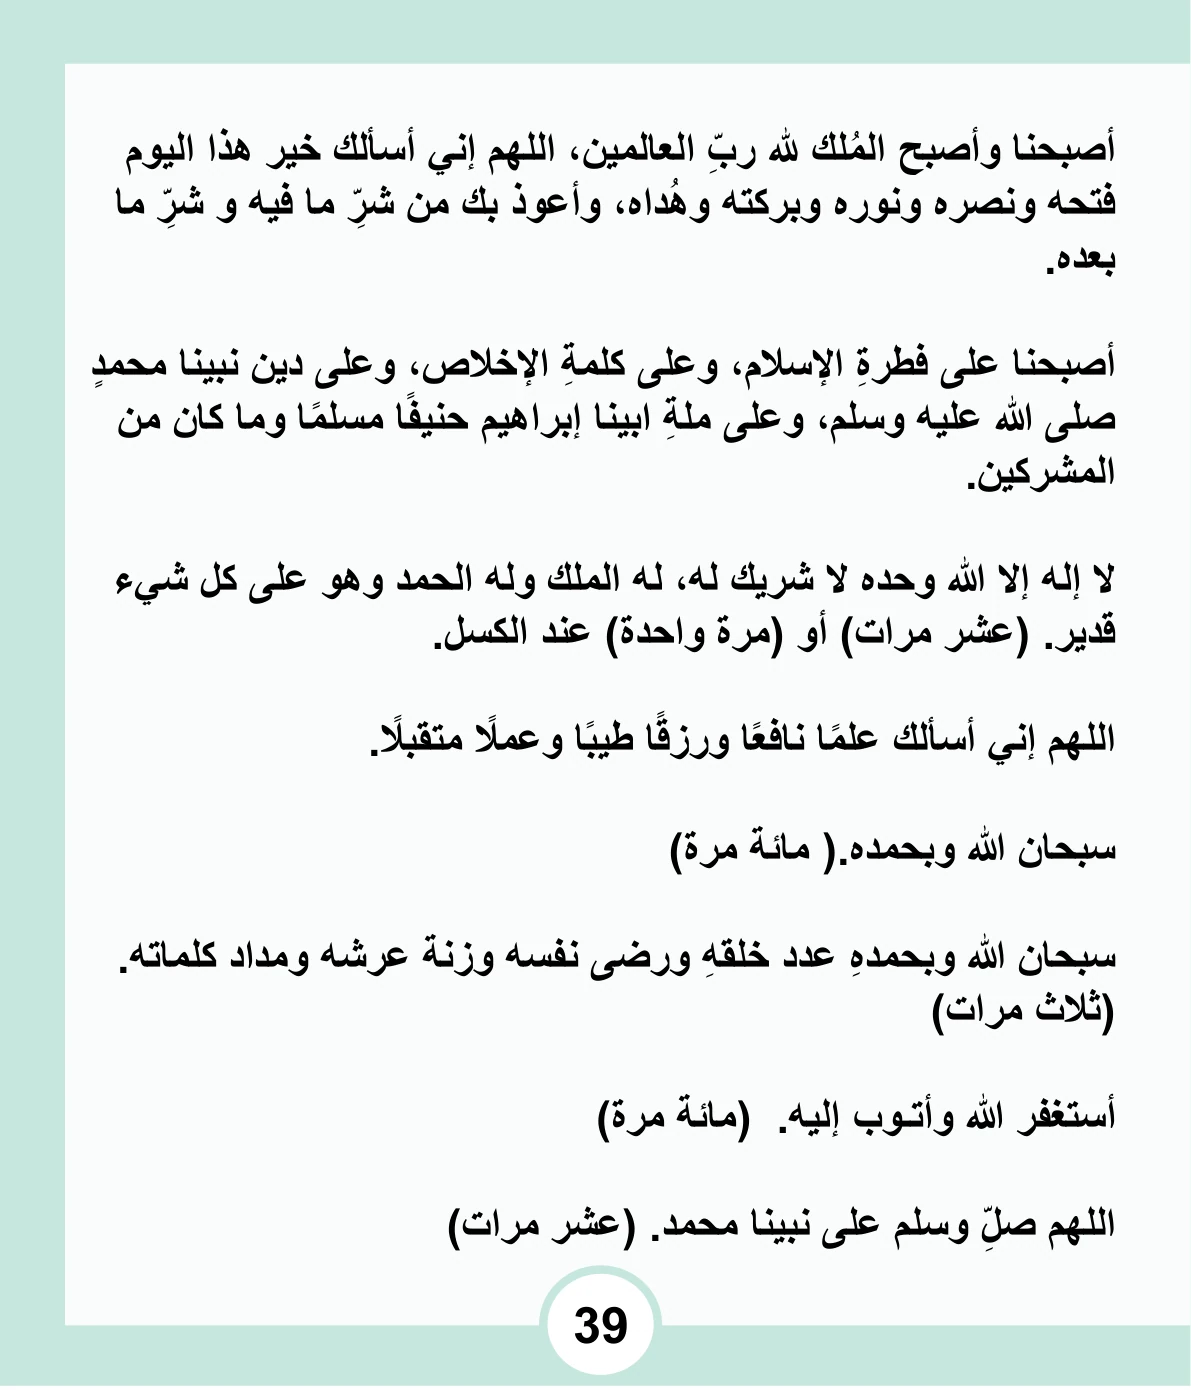 أصبحنا وأصبح المُلك لله ربِّ العالمين، اللهم إني أسألك خير هذا اليوم
فتحه ونصره ونوره وبركته وهُداه، وأعوذ بك من شرِّ ما فيه و شرِّ ما
بعده.
أصبحنا على فطرةِ الإسلام، وعلى كلمةِ الإخلاص، وعلى دين نبينا محمدٍ
صلى الله عليه وسلم، وعلى ملةِ ابينا إبراهيم حنيفًا مسلمًا وما كان من
المشركين.
لا إله إلا الله وحده لا شريك له، له الملك وله الحمد وهو على كل شيء
قدير. (عشر مرات) أو (مرة واحدة) عند الكسل.
اللهم إني أسألك علمًا نافعًا ورزقًا طيبًا وعملًا متقبلًا.
سبحان الله وبحمده.( مائة مرة)
سبحان الله وبحمدهِ عدد خلقهِ ورضى نفسه وزنة عرشه ومداد كلماته.
(ثلاث مرات)
أستغفر الله وأتـوب إليه. (مائة مرة)
اللهم صلِّ وسلم على نبينا محمد. (عشر مرات)
39